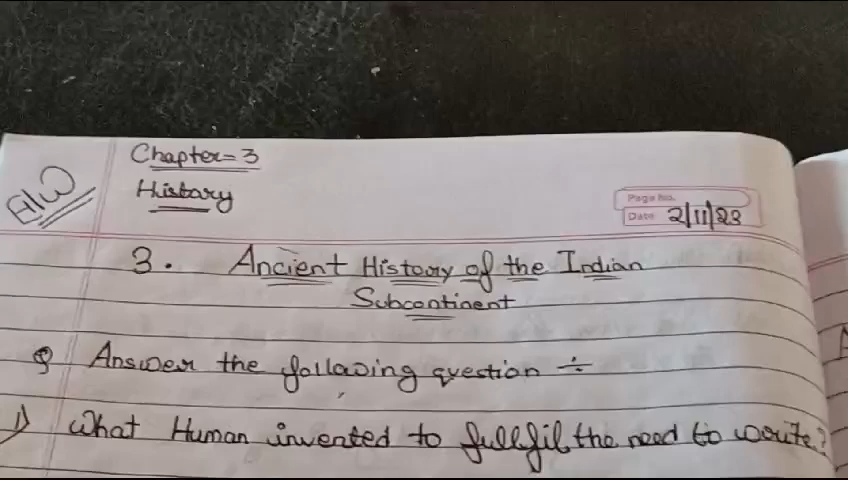 Chapter=3
History
Page No.
Date 2/11/23
3. Ancient History of the Indian
Subcontinent
Q Answer the following question ÷
1) What Human invented to fullfil the need to write?